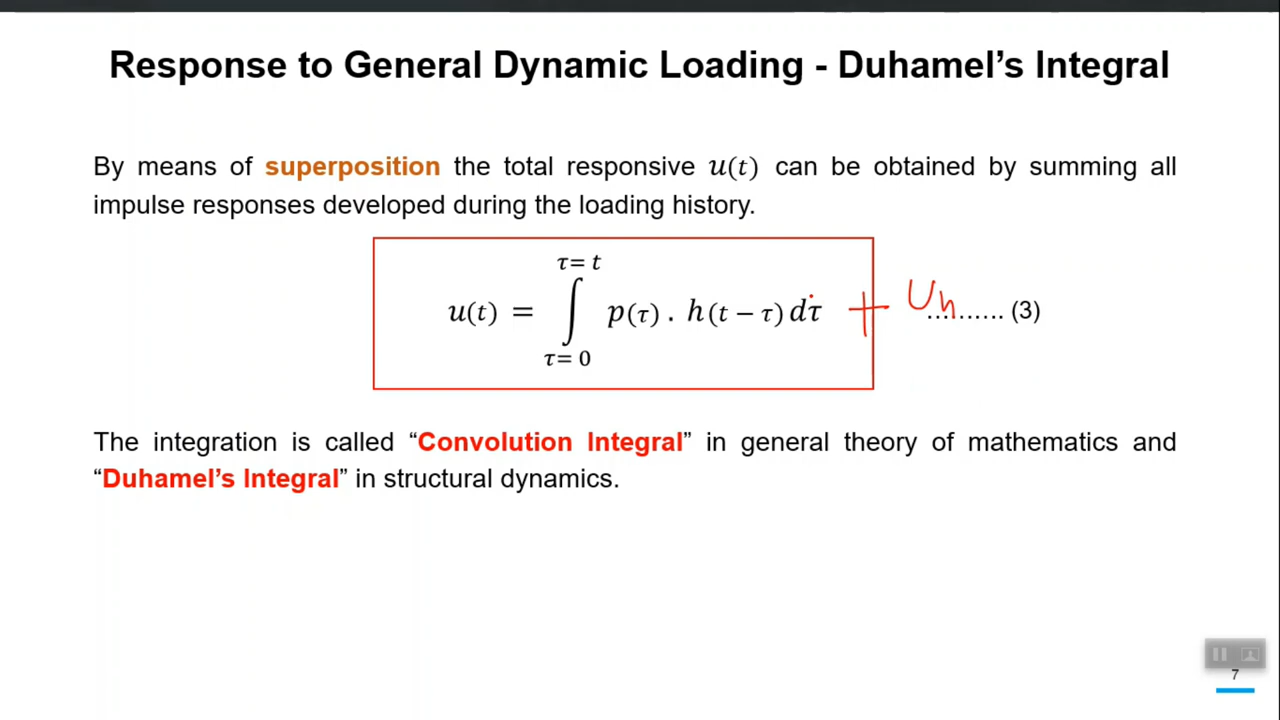 Response to General Dynamic Loading - Duhamel’s Integral
By means of superposition the total responsive u(t) can be obtained by summing all
impulse responses developed during the loading history.
τ= t
u(t) = ∫ p(τ) . h(t − τ) dτ + Uh .......... (3)
τ= 0
The integration is called “Convolution Integral” in general theory of mathematics and
“Duhamel’s Integral” in structural dynamics.
7